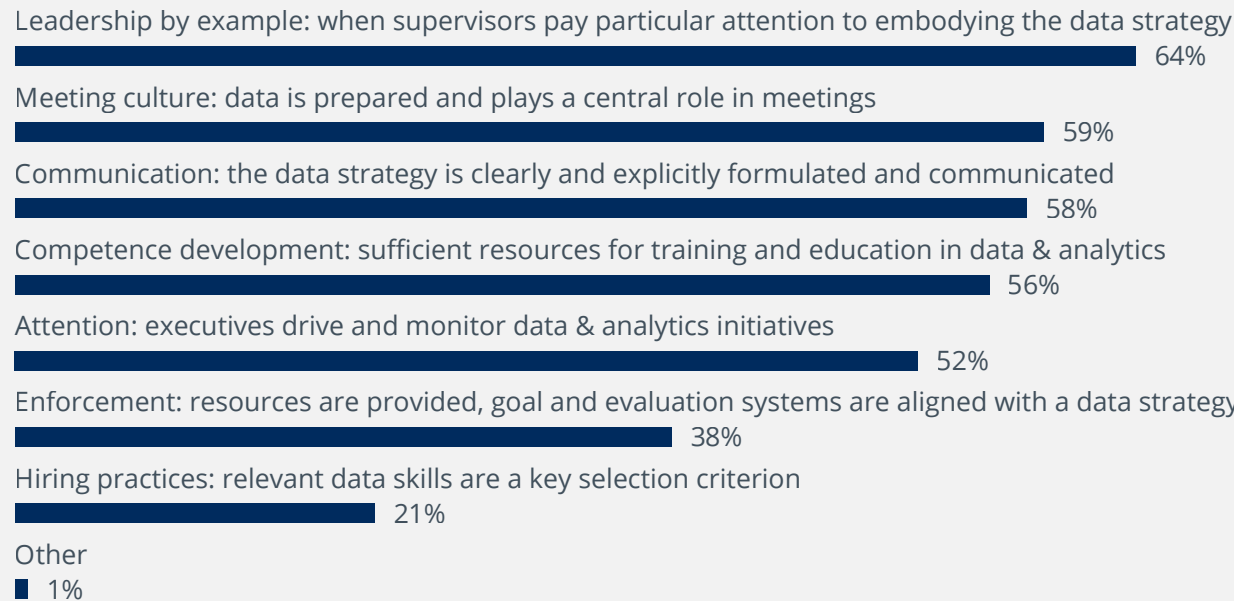 Leadership by example: when supervisors pay particular attention to embodying the data strategy
64%
Meeting culture: data is prepared and plays a central role in meetings
59%
Communication: the data strategy is clearly and explicitly formulated and communicated
58%
Competence development: sufficient resources for training and education in data & analytics
56%
Attention: executives drive and monitor data & analytics initiatives
52%
Enforcement: resources are provided, goal and evaluation systems are aligned with a data strategy
38%
Hiring practices: relevant data skills are a key selection criterion
21%
Other
1%